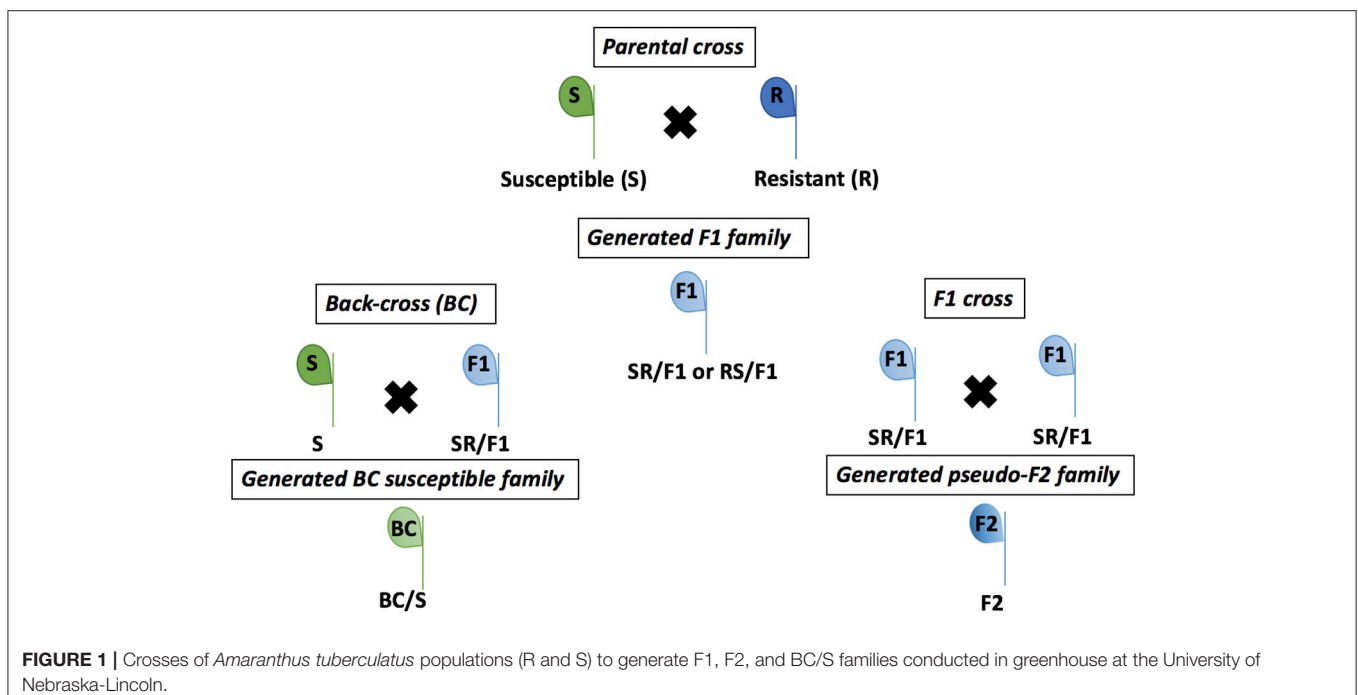 Parental cross
S
R
Susceptible (S)
Resistant (R)
Generated F1 family
F1
SR/F1 or RS/F1
Back-cross (BC)
S
F1
S
SR/F1
Generated BC susceptible family
BC
BC/S
F1 cross
F1
F1
SR/F1
SR/F1
Generated pseudo-F2 family
F2
F2
FIGURE 1 | Crosses of Amaranthus tuberculatus populations (R and S) to generate F1, F2, and BC/S families conducted in greenhouse at the University of
Nebraska-Lincoln.